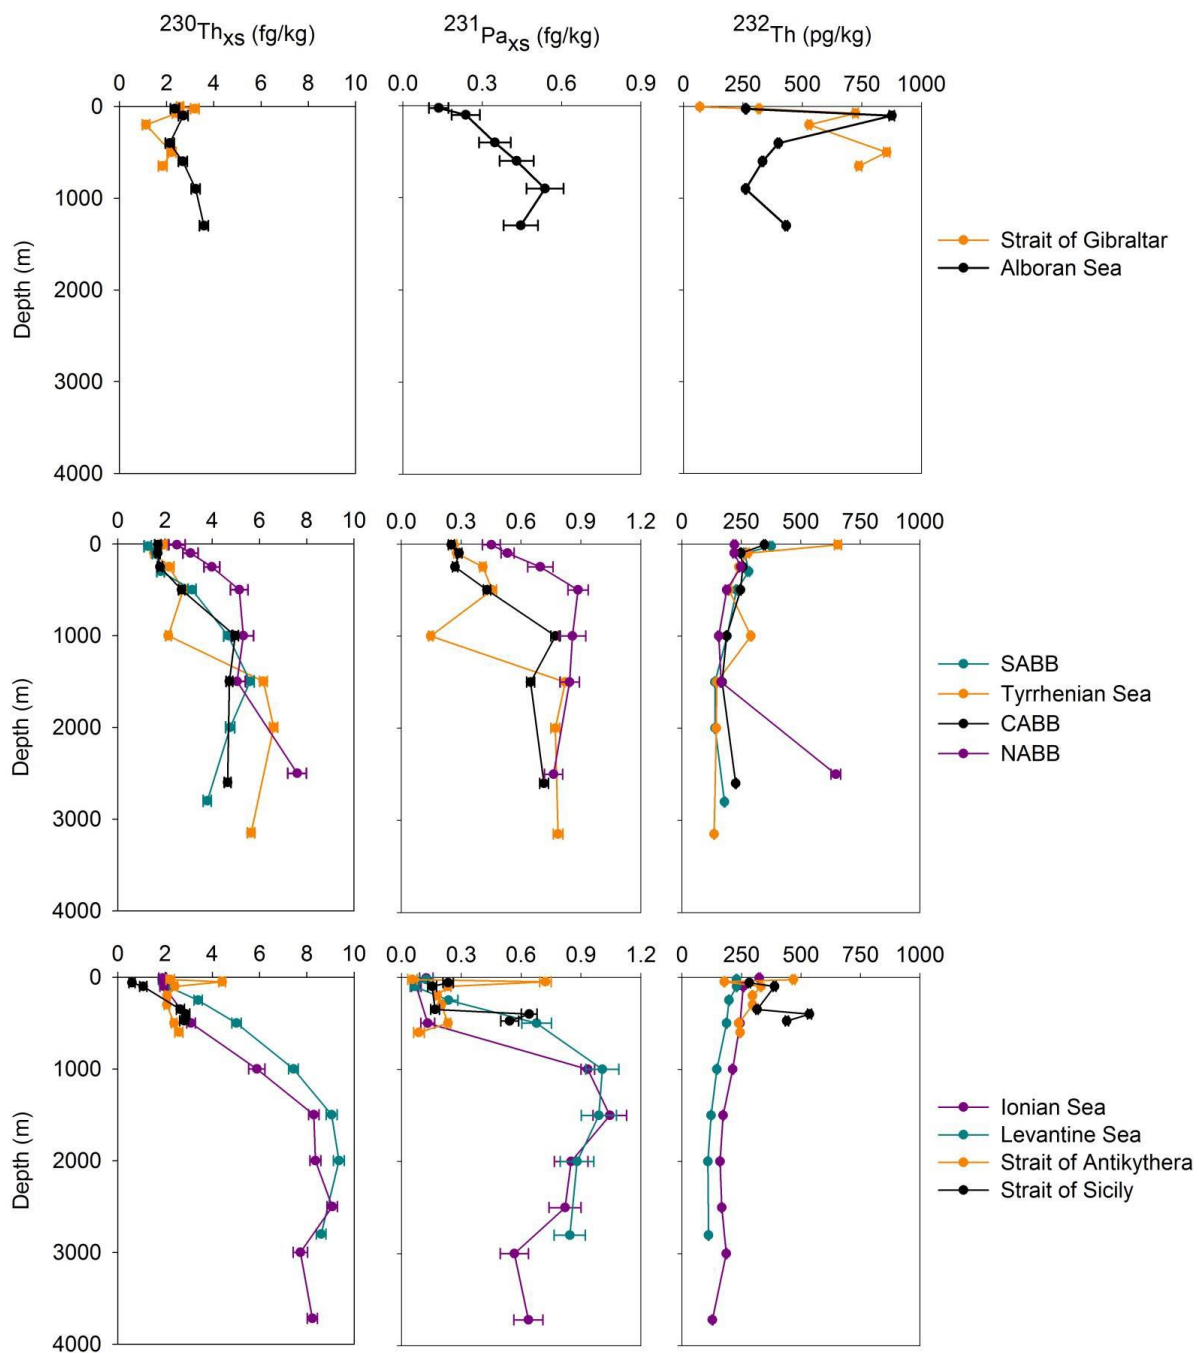 230Thxs (fg/kg) 231Paxs (fg/kg) 232Th (pg/kg)
0 2 4 6 8 10 0.0 0.3 0.6 0.9 0 250 500 750 1000
0
1000
2000
3000
4000
Depth (m)
Strait of Gibraltar
Alboran Sea
0 2 4 6 8 10 0.0 0.3 0.6 0.9 1.2 0 250 500 750 1000
0
1000
2000
3000
4000
Depth (m)
SABB
Tyrrhenian Sea
CABB
NABB
0 2 4 6 8 10 0.0 0.3 0.6 0.9 1.2 0 250 500 750 1000
0
1000
2000
3000
4000
Depth (m)
Ionian Sea
Levantine Sea
Strait of Antikythera
Strait of Sicily